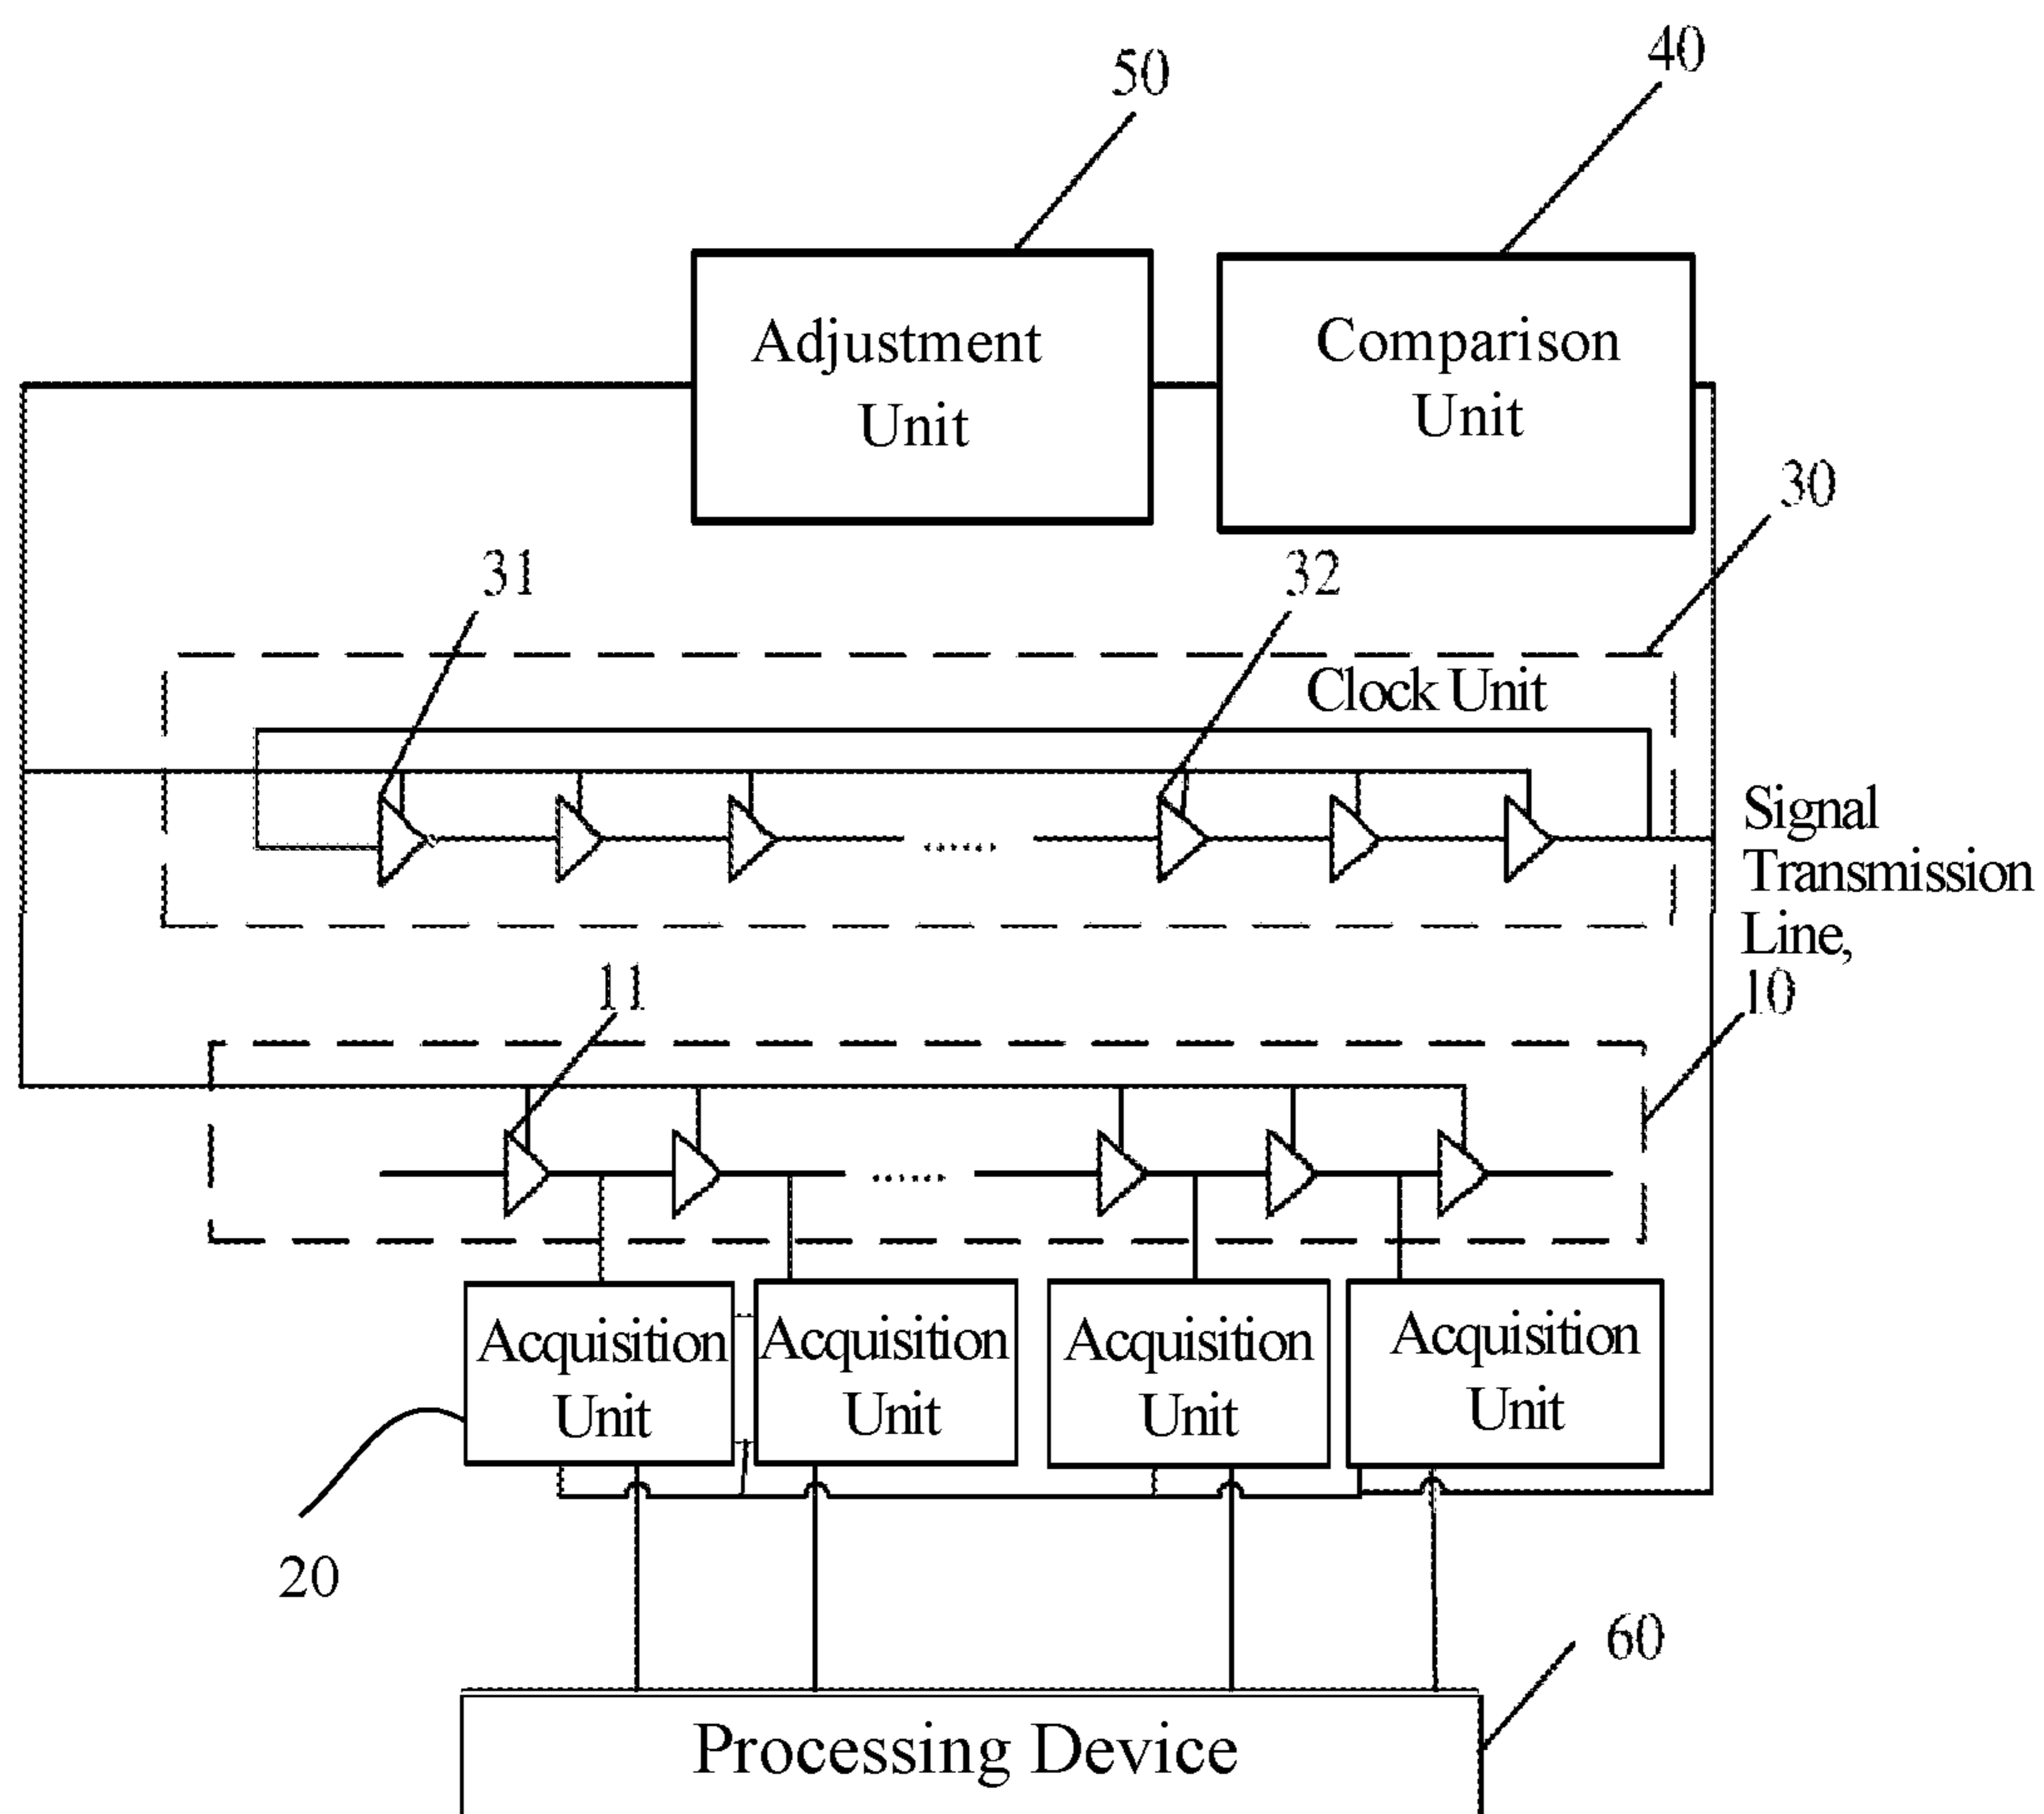 50
40
Adjustment
Unit
Comparison
Unit
30
31
32
Clock Unit
......
Signal
Transmission
Line,
10
11
......
Acquisition
Unit
Acquisition
Unit
Acquisition
Unit
Acquisition
Unit
20
60
Processing Device